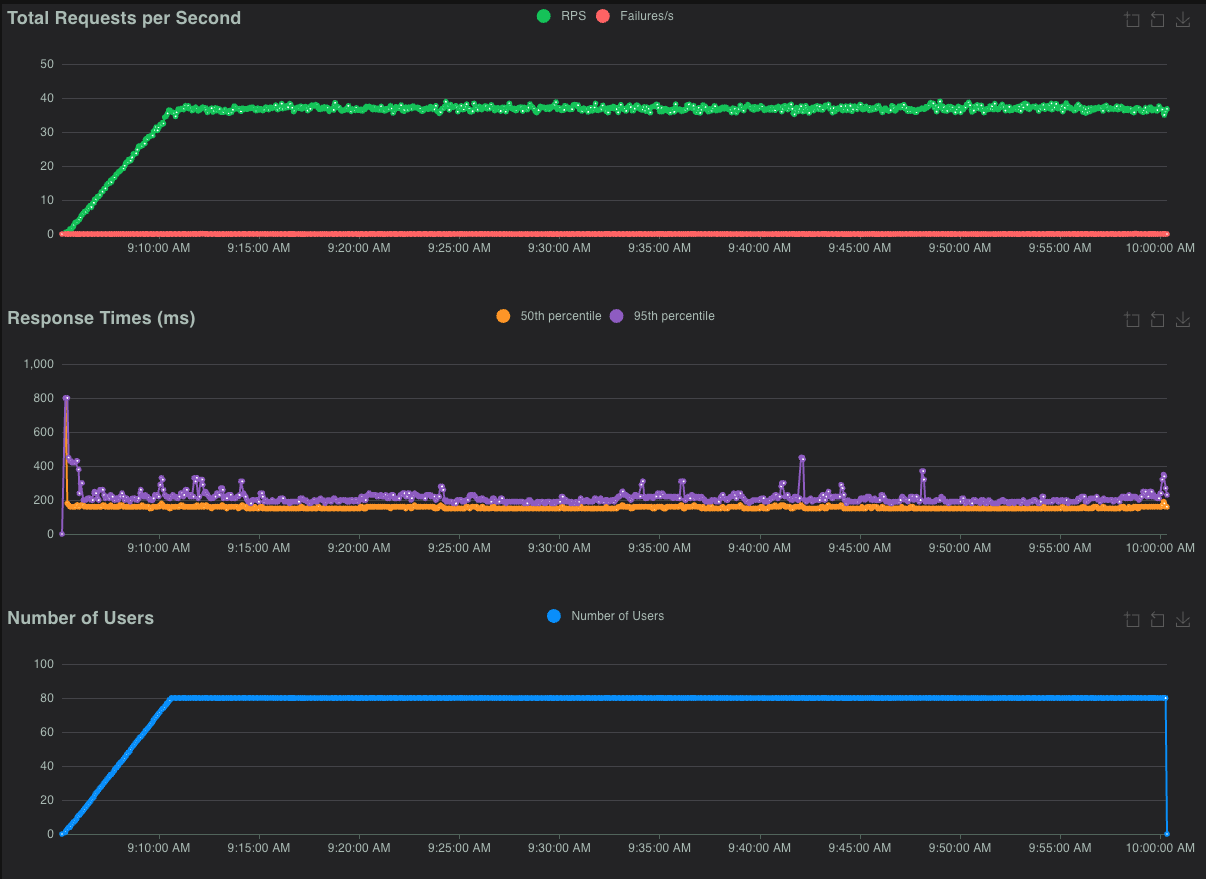 Total Requests per Second
RPS Failures/s
50
40
30
20
10
0
9:10:00 AM 9:15:00 AM 9:20:00 AM 9:25:00 AM 9:30:00 AM 9:35:00 AM 9:40:00 AM 9:45:00 AM 9:50:00 AM 9:55:00 AM 10:00:00 AM
Response Times (ms)
50th percentile 95th percentile
1,000
800
600
400
200
0
9:10:00 AM 9:15:00 AM 9:20:00 AM 9:25:00 AM 9:30:00 AM 9:35:00 AM 9:40:00 AM 9:45:00 AM 9:50:00 AM 9:55:00 AM 10:00:00 AM
Number of Users
Number of Users
100
80
60
40
20
0
9:10:00 AM 9:15:00 AM 9:20:00 AM 9:25:00 AM 9:30:00 AM 9:35:00 AM 9:40:00 AM 9:45:00 AM 9:50:00 AM 9:55:00 AM 10:00:00 AM